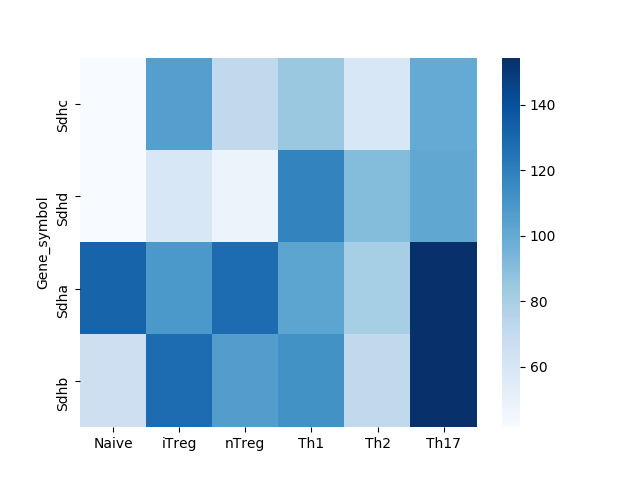 Gene_symbol
Sdhc
Sdhd
Sdha
Sdhb
Naive iTreg nTreg Th1 Th2 Th17
140
120
100
80
60